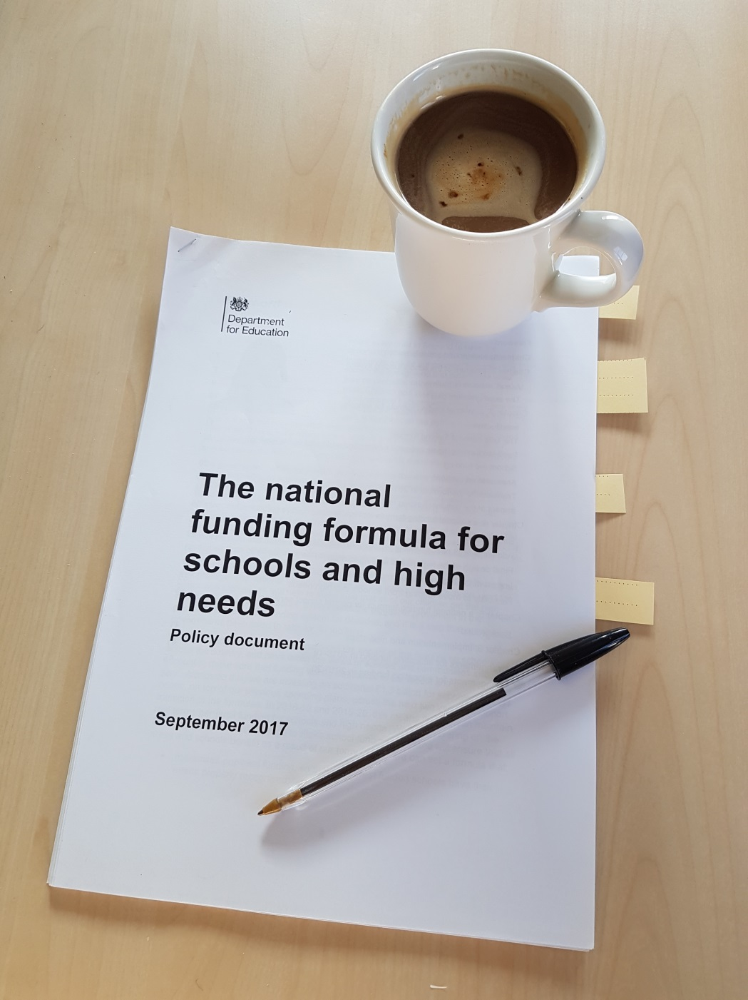 Department
for Education
The national
funding formula for
schools and high
needs
Policy document
September 2017